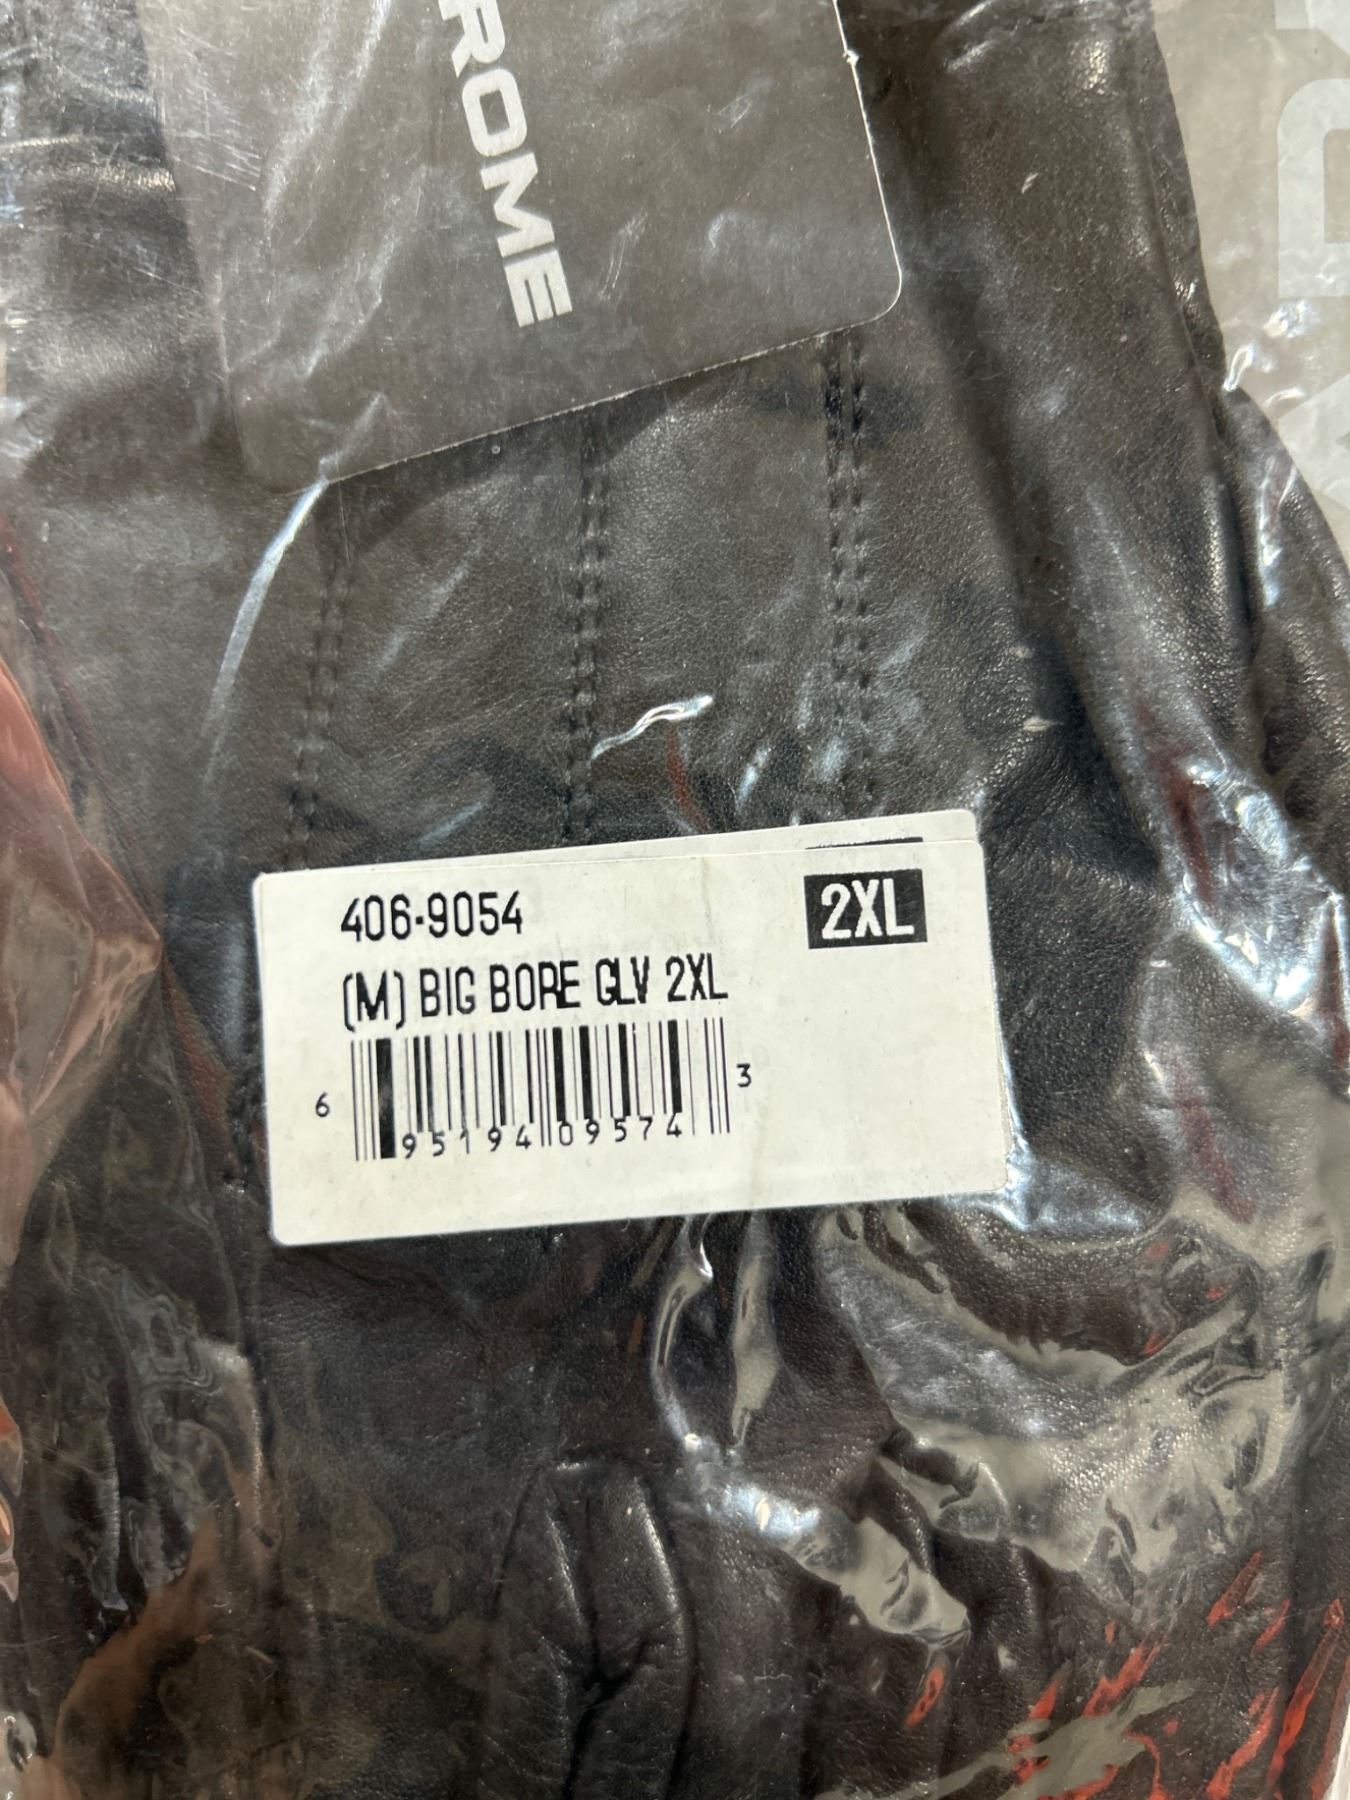 ROME
406-9054
2XL
(M) BIG BORE GLV 2XL
6 95194 09574 3